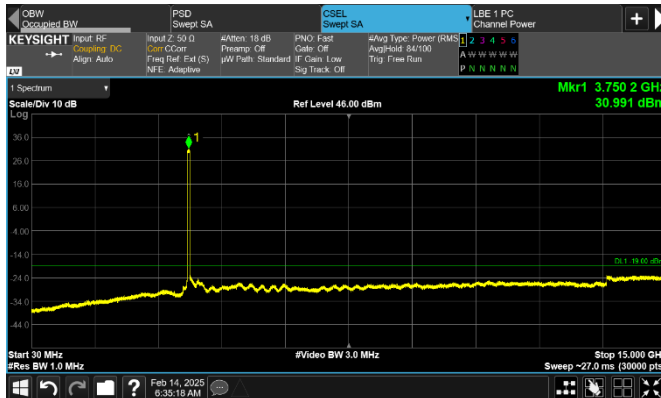 OBW
Occupied BW
PSD
Swept SA
CSEL
Swept SA
LBE 1 PC
Channel Power
KEYSIGHT
Input: RF
Coupling: DC
Align: Auto
Input Z: 50 Ω
Corr CCorr
Freq Ref: Ext (S)
NFE: Adaptive
#Atten: 18 dB
Preamp: Off
µW Path: Standard
PNO: Fast
Gate: Off
IF Gain: Low
Sig Track: Off
#Avg Type: Power (RMS
Avg|Hold: 84/100
Trig: Free Run
1 2 3 4 5 6
A W W W W W
P N N N N N
LXI
1 Spectrum
Scale/Div 10 dB
Ref Level 46.00 dBm
Mkr1 3.750 2 GHz
30.991 dBm
Log
1
36.0
26.0
16.0
6.00
-4.00
-14.0
-24.0
-34.0
-44.0
DL1 -19.00 dBm
Start 30 MHz
#Video BW 3.0 MHz
Stop 15.000 GH
#Res BW 1.0 MHz
Sweep ~27.0 ms (30000 pts
?
Feb 14, 2025
6:35:18 AM